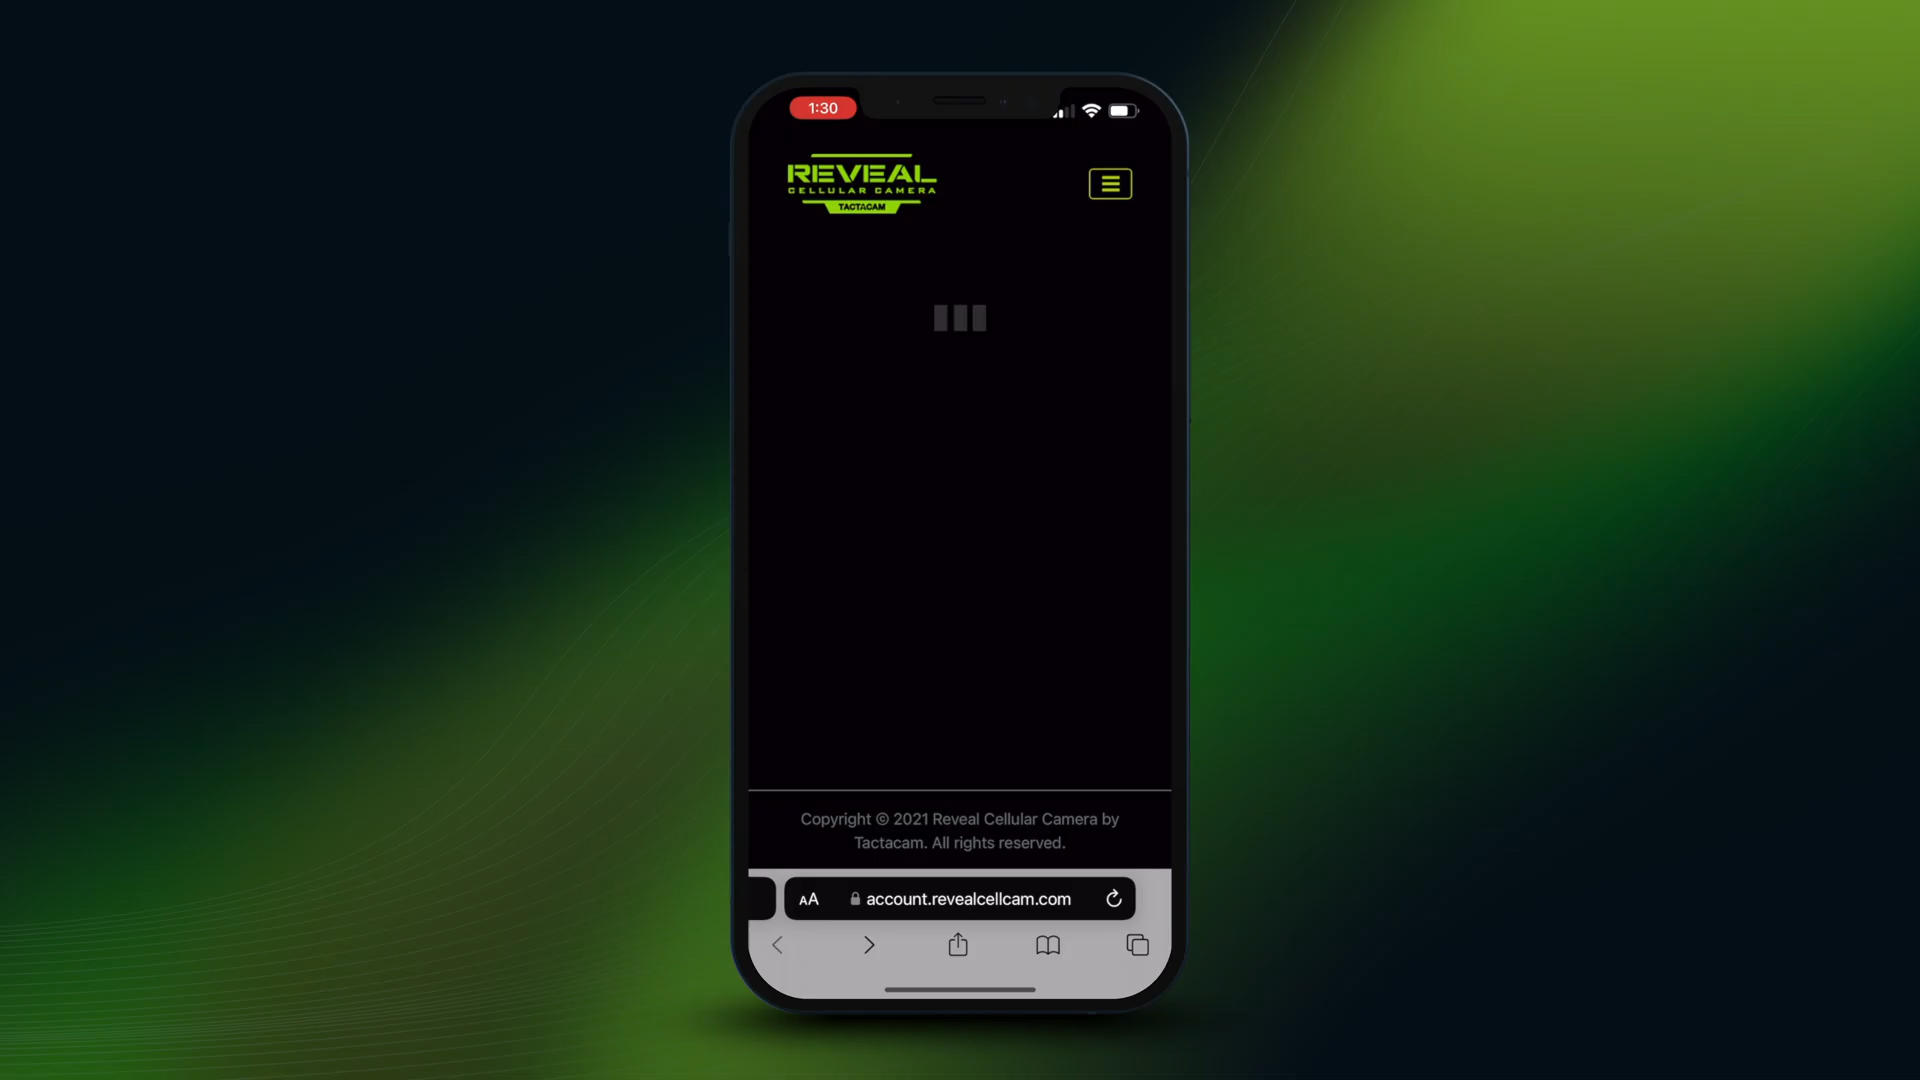 1:30
REVEAL
CELLULAR CAMERA
TACTACAM
Copyright © 2021 Reveal Cellular Camera by
Tactacam. All rights reserved.
AA account.revealcellcam.com